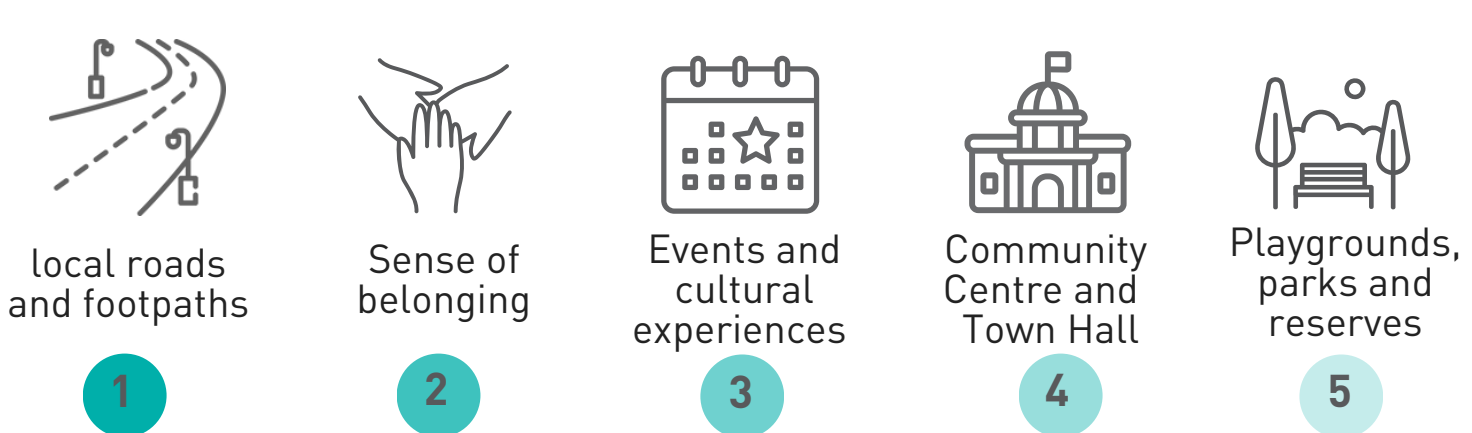 local roads
and footpaths
1
Sense of
belonging
2
Events and
cultural
experiences
3
Community
Centre and
Town Hall
4
Playgrounds,
parks and
reserves
5